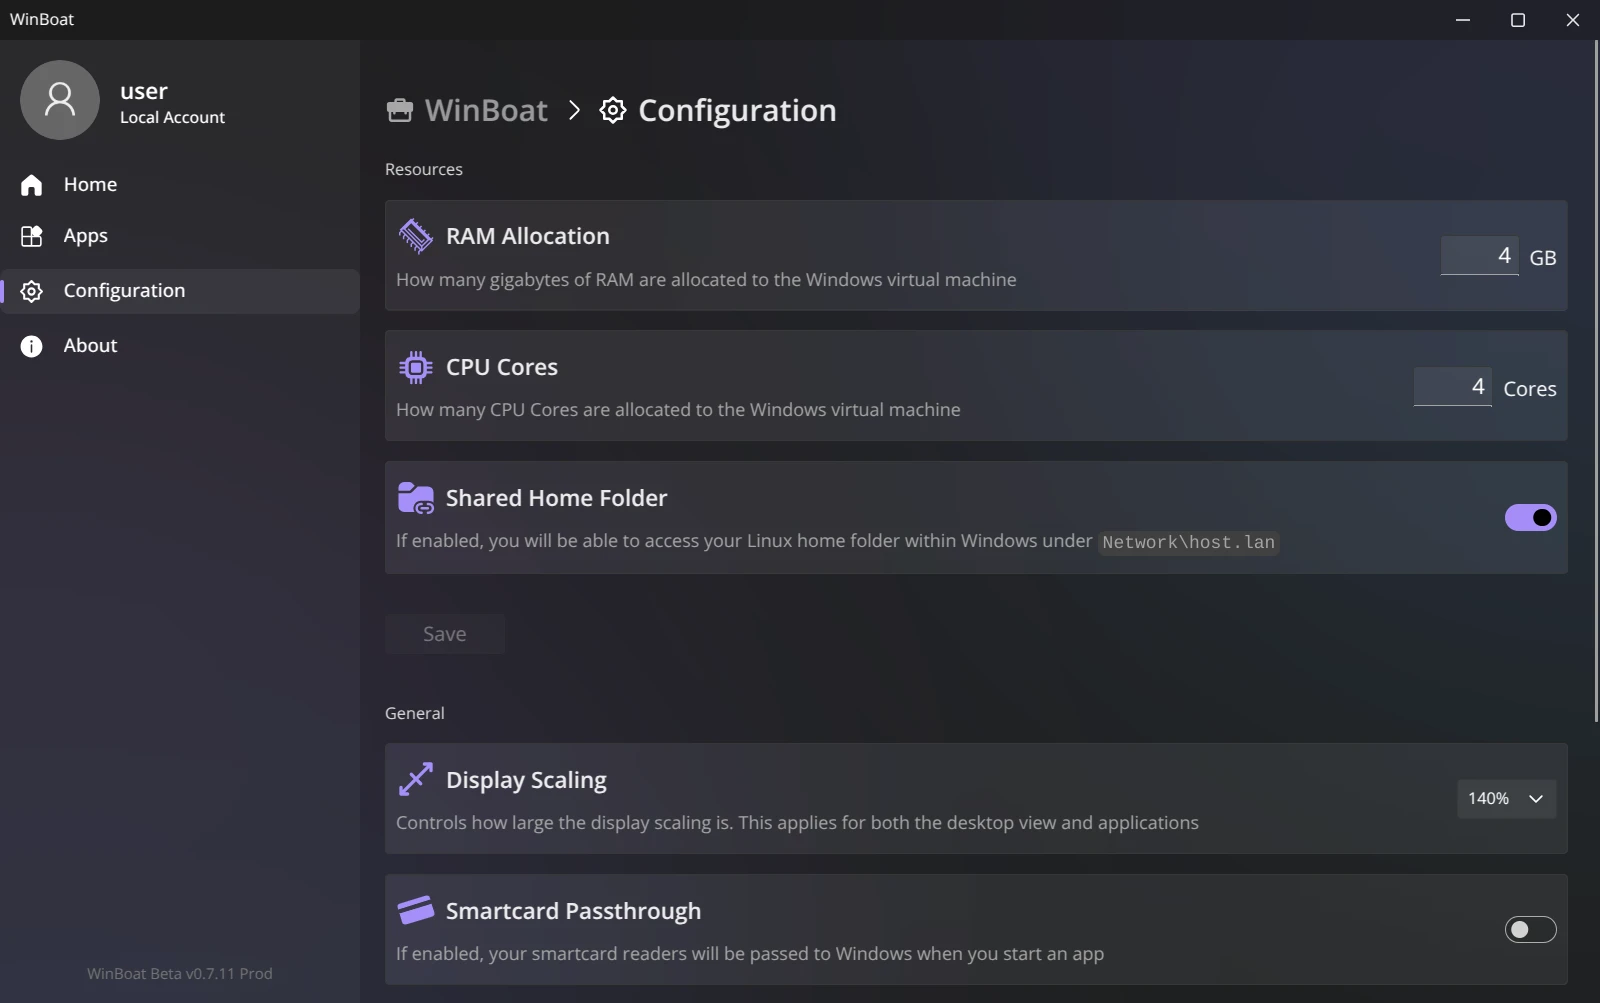 WinBoat
user
Local Account
Home
Apps
Configuration
About
WinBoat Beta v0.7.11 Prod
WinBoat > Configuration
Resources
RAM Allocation
How many gigabytes of RAM are allocated to the Windows virtual machine
4 GB
CPU Cores
How many CPU Cores are allocated to the Windows virtual machine
4 Cores
Shared Home Folder
If enabled, you will be able to access your Linux home folder within Windows under Network\host.lan
Save
General
Display Scaling
Controls how large the display scaling is. This applies for both the desktop view and applications
140%
Smartcard Passthrough
If enabled, your smartcard readers will be passed to Windows when you start an app